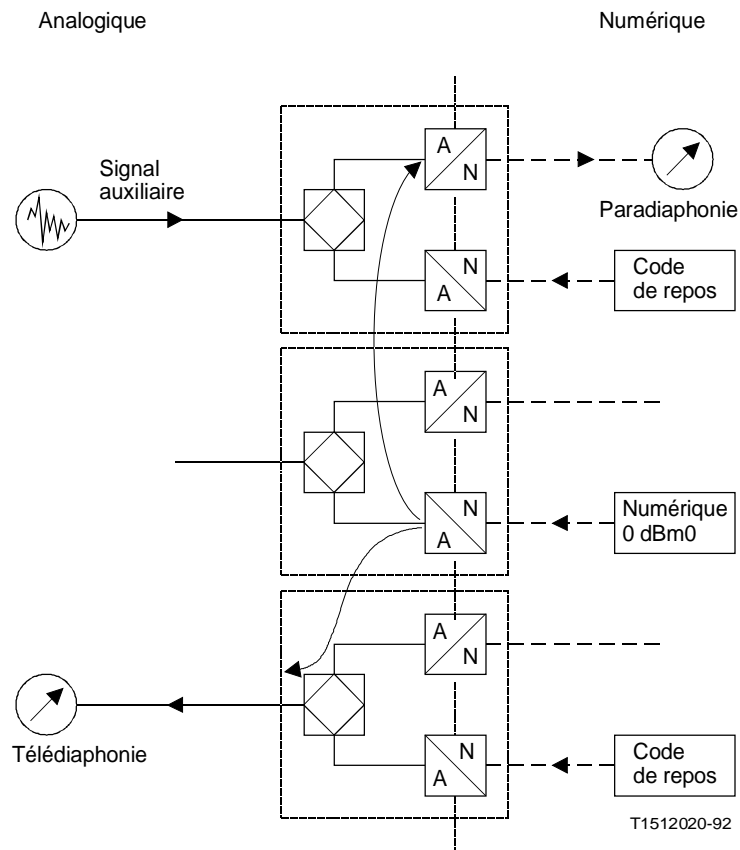 Analogique
Numérique
A
N
Signal
auxiliaire
Paradiaphonie
N
A
Code
de repos
A
N
N
A
Numérique
0 dBm0
A
N
Télédiaphonie
N
A
Code
de repos
T1512020-92